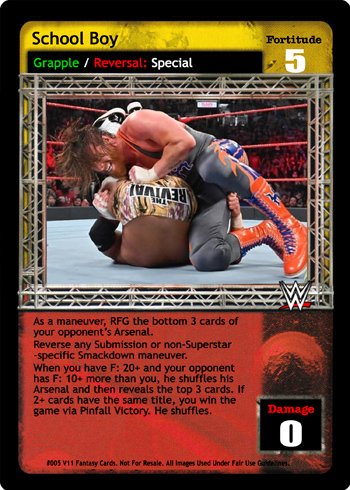 School Boy
Fortitude
5
Grapple / Reversal: Special
THE
REVIVAL
W
As a maneuver, RFG the bottom 3 cards of
your opponent's Arsenal.
Reverse any Submission or non-Superstar
-specific Smackdown maneuver.
When you have F: 20+ and your opponent
has F: 10+ more than you, he shuffles his
Arsenal and then reveals the top 3 cards. If
2+ cards have the same title, you win the
game via Pinfall Victory. He shuffles.
Damage
0
#005 V11 Fantasy Cards. Not For Resale. All Images Used Under Fair Use Guidelines.